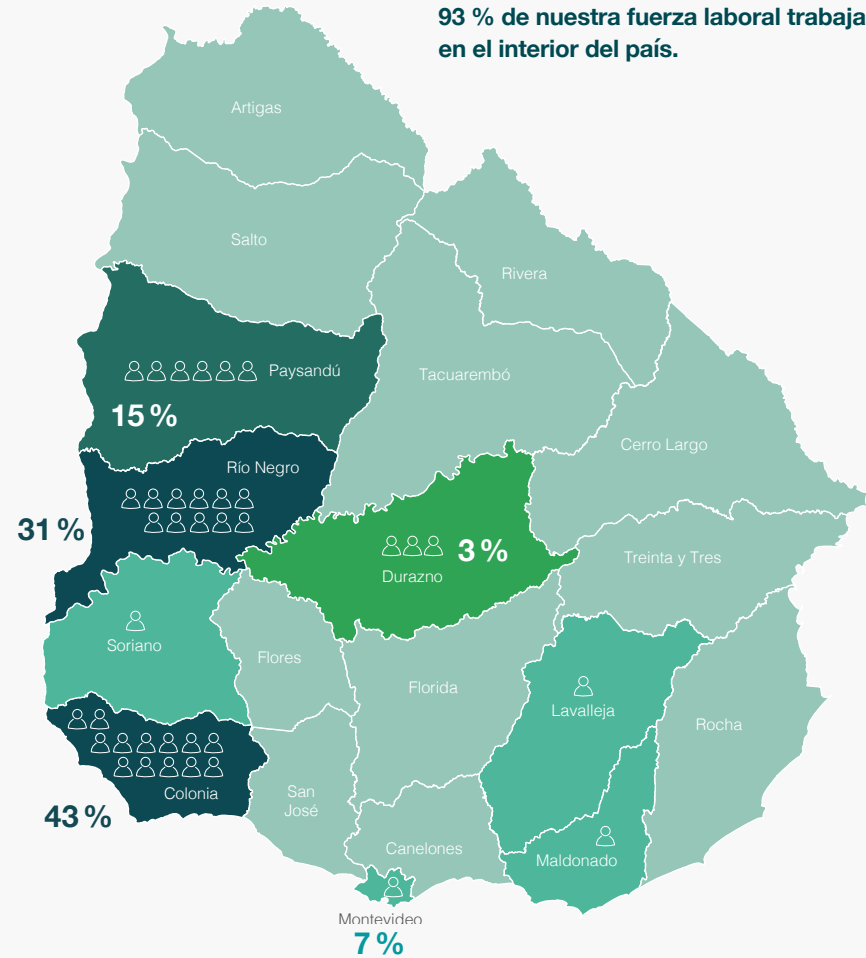 93 % de nuestra fuerza laboral trabaja
en el interior del país.
Artigas
Salto
Rivera
Paysandú
15 %
Tacuarembó
Cerro Largo
Río Negro
31 %
3 %
Durazno
Treinta y Tres
Soriano
Flores
Florida
Lavalleja
Rocha
Colonia
43 %
San
José
Canelones
Maldonado
Montevideo
7 %